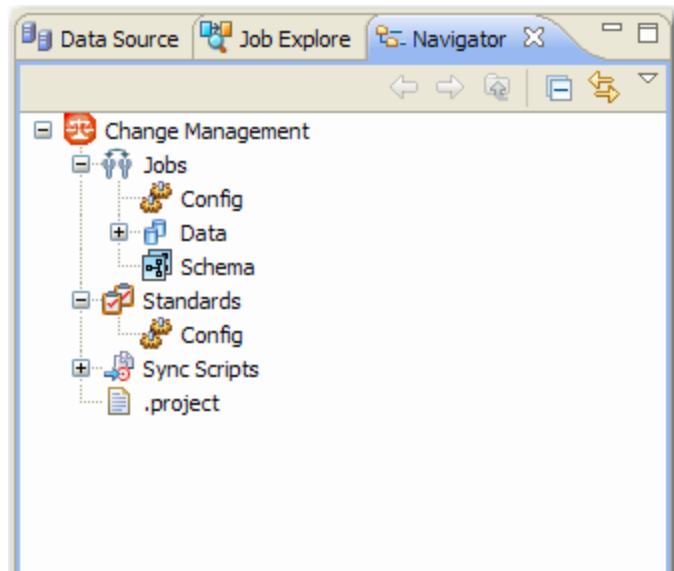 Data Source Job Explore Navigator
Change Management
Jobs
Config
Data
Schema
Standards
Config
Sync Scripts
.project